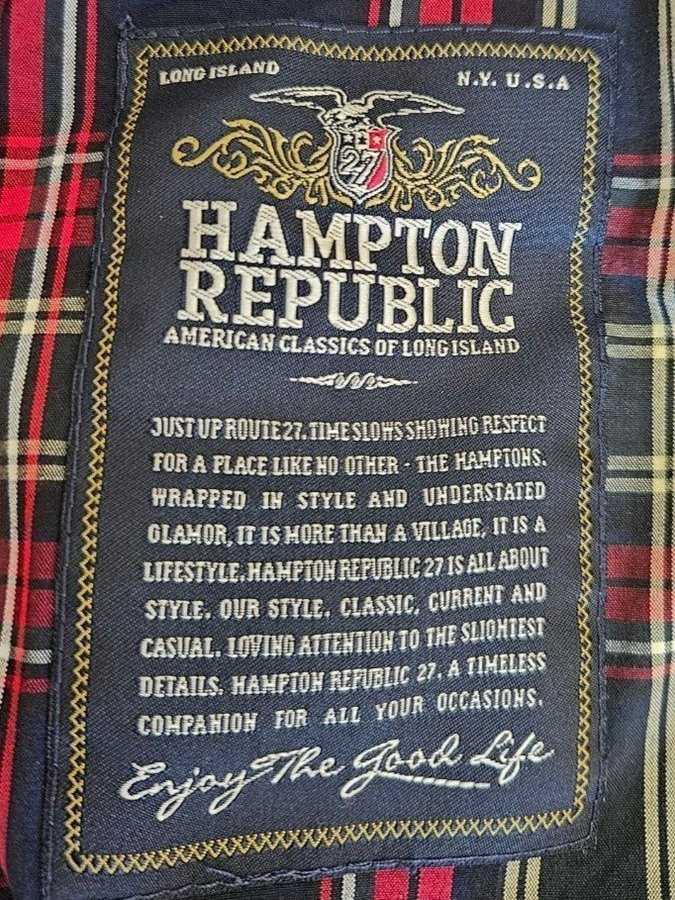 LONG ISLAND N.Y. U.S.A
27
HAMPTON
REPUBLIC
AMERICAN CLASSICS OF LONG ISLAND
JUST UP ROUTE 27. TIME SLOWS SHOWING RESPECT
FOR A PLACE LIKE NO OTHER - THE HAMPTONS.
WRAPPED IN STYLE AND UNDERSTATED
GLAMOR, IT IS MORE THAN A VILLAGE, IT IS A
LIFESTYLE. HAMPTON REPUBLIC 27 IS ALL ABOUT
STYLE. OUR STYLE. CLASSIC, CURRENT AND
CASUAL. LOVING ATTENTION TO THE SLIGHTEST
DETAILS. HAMPTON REPUBLIC 27. A TIMELESS
COMPANION FOR ALL YOUR OCCASIONS.
Enjoy The Good Life